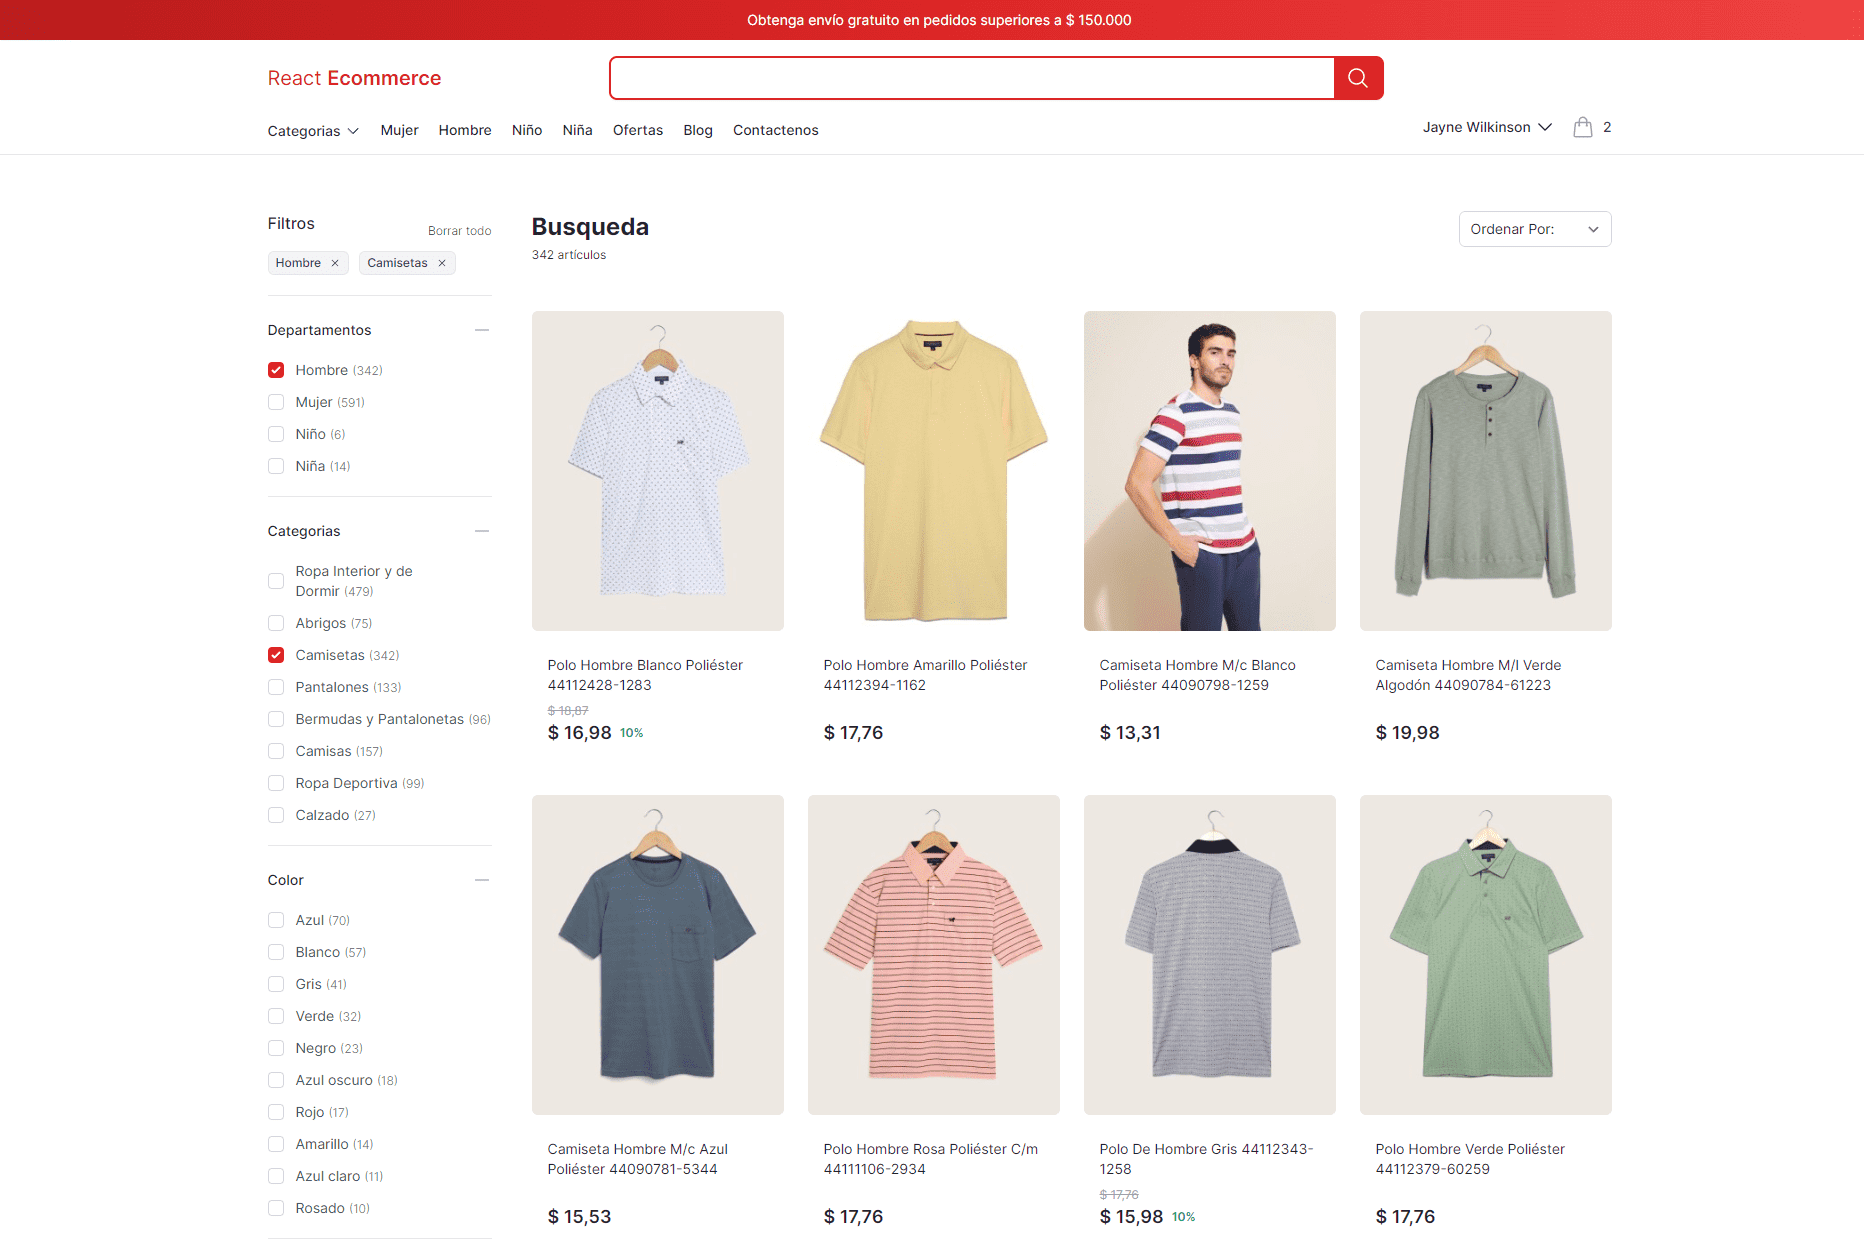 Obtenga envío gratuito en pedidos superiores a $ 150.000
React Ecommerce
Categorias Mujer Hombre Niño Niña Ofertas Blog Contactenos
Jayne Wilkinson 2
Filtros
Borrar todo
Hombre × Camisetas ×
Departamentos
Hombre (342)
Mujer (591)
Niño (6)
Niña (14)
Categorias
Ropa Interior y de
Dormir (479)
Abrigos (75)
Camisetas (342)
Pantalones (133)
Bermudas y Pantalonetas (96)
Camisas (157)
Ropa Deportiva (99)
Calzado (27)
Color
Azul (70)
Blanco (57)
Gris (41)
Verde (32)
Negro (23)
Azul oscuro (18)
Rojo (17)
Amarillo (14)
Azul claro (11)
Rosado (10)
Busqueda
342 artículos
Ordenar Por:
Polo Hombre Blanco Poliéster
44112428-1283
$ 18,87
$ 16,98 10%
Polo Hombre Amarillo Poliéster
44112394-1162
$ 17,76
Camiseta Hombre M/c Blanco
Poliéster 44090798-1259
$ 13,31
Camiseta Hombre M/l Verde
Algodón 44090784-61223
$ 19,98
Camiseta Hombre M/c Azul
Poliéster 44090781-5344
$ 15,53
Polo Hombre Rosa Poliéster C/m
44111106-2934
$ 17,76
Polo De Hombre Gris 44112343-
1258
$ 17,76
$ 15,98 10%
Polo Hombre Verde Poliéster
44112379-60259
$ 17,76